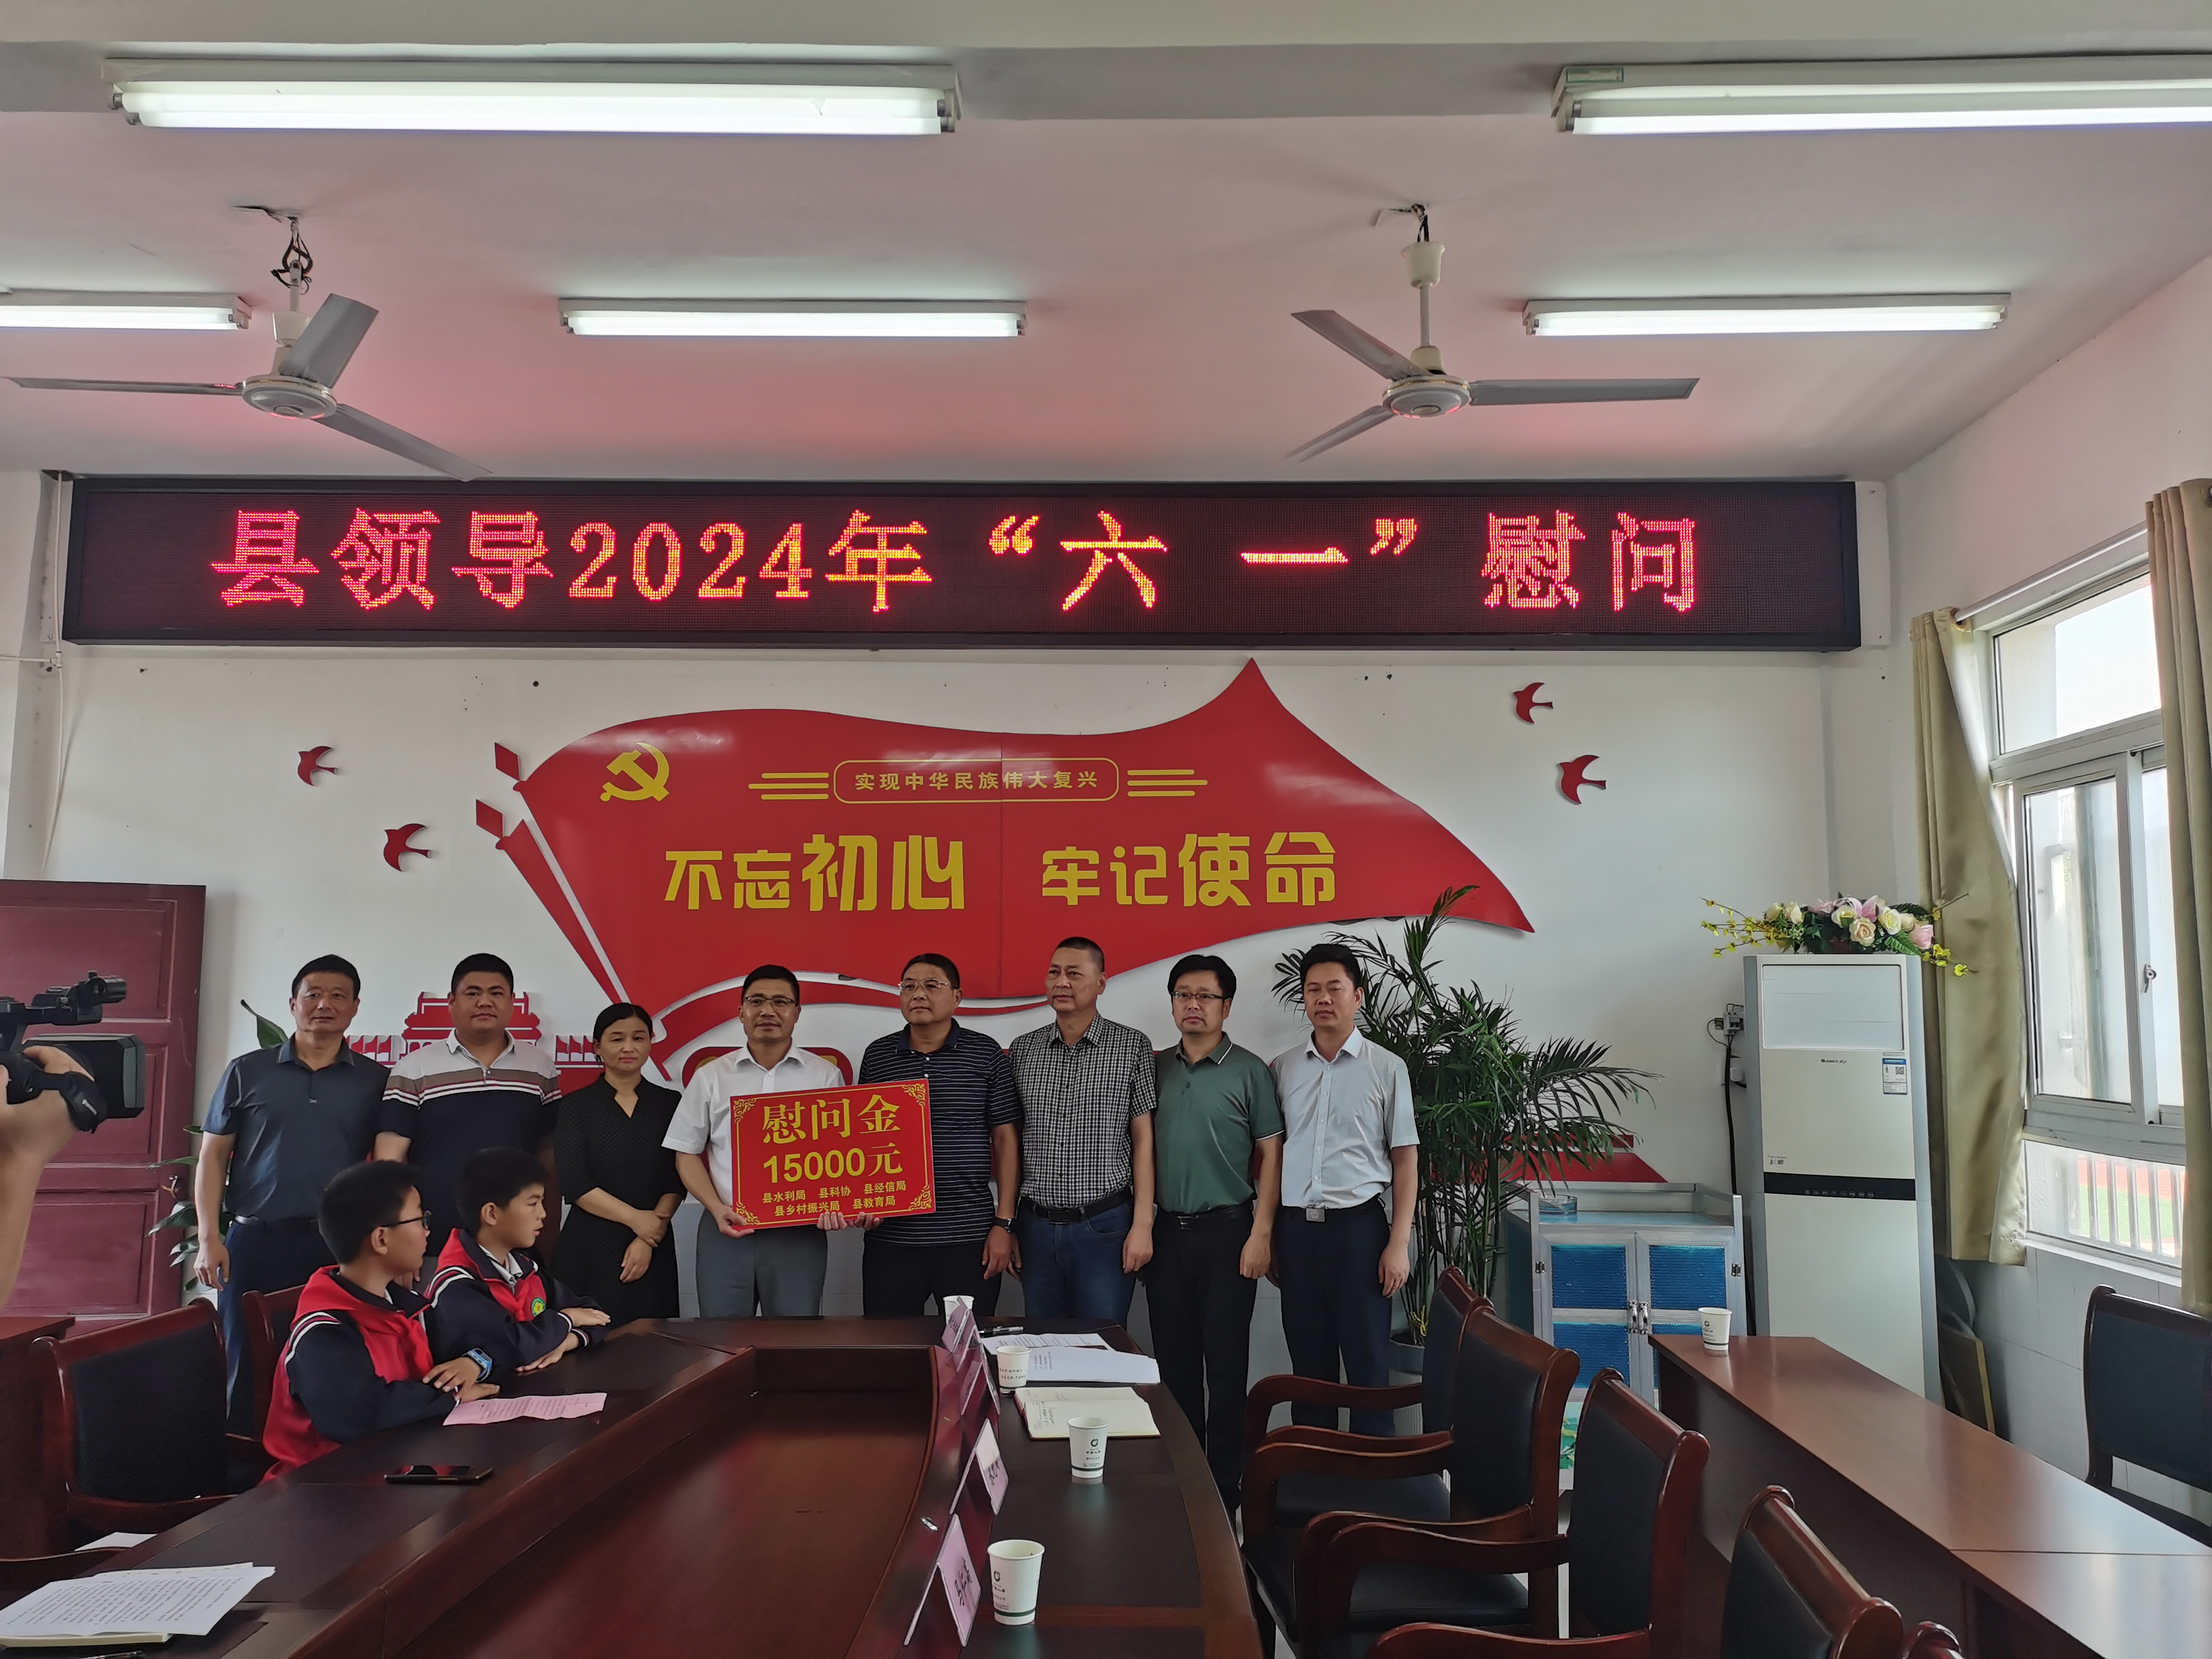 县领导2024年“六一”慰问
实现中华民族伟大复兴
不忘初心 牢记使命
慰问金
15000元
县水利局 县科协 县经信局
县乡村振兴局 县教育局